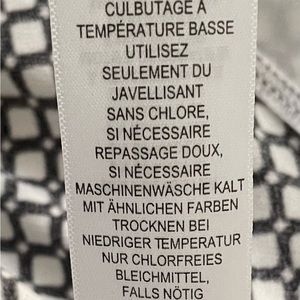 CULBUTAGE À
TEMPÉRATURE BASSE
UTILISEZ
SEULEMENT DU
JAVELLISANT
SANS CHLORE,
SI NÉCESSAIRE
REPASSAGE DOUX,
SI NÉCESSAIRE
MASCHINENWÄSCHE KALT
MIT ÄHNLICHEN FARBEN
TROCKNEN BEI
NIEDRIGER TEMPERATUR
NUR CHLORFREIES
BLEICHMITTEL,
FALLS NÖTIG